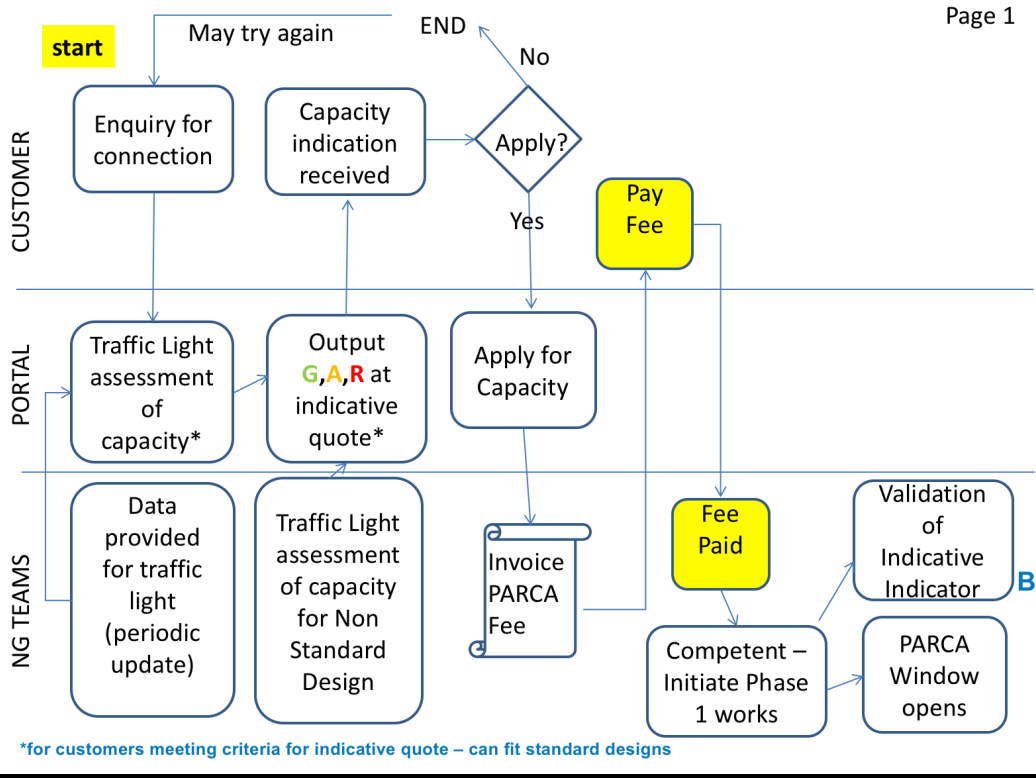 Page 1
start
May try again
END
No
Enquiry for
connection
Capacity
indication
received
Apply?
Yes
Pay
Fee
CUSTOMER
PORTAL
Traffic Light
assessment
of
capacity*
Output
G,A,R at
indicative
quote*
Apply for
Capacity
NG TEAMS
Data
provided
for traffic
light
(periodic
update)
Traffic Light
assessment
of capacity
for Non
Standard
Design
Invoice
PARCA
Fee
Fee
Paid
Validation
of
Indicative
Indicator
B
Competent –
Initiate Phase
1 works
PARCA
Window
opens
*for customers meeting criteria for indicative quote – can fit standard designs